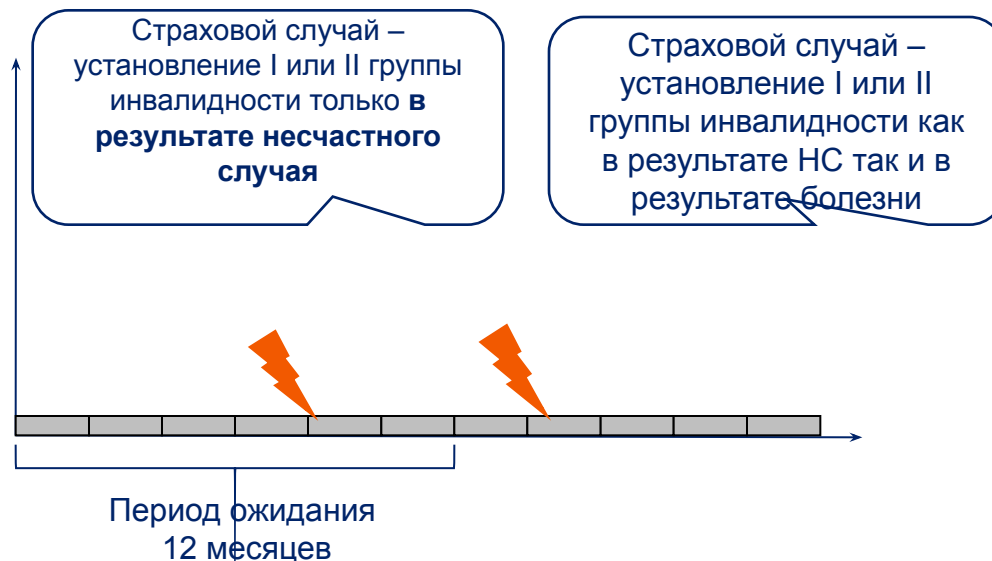 Страховой случай –
установление I или II группы
инвалидности только в
результате несчастного
случая
Страховой случай –
установление I или II
группы инвалидности как
в результате НС так и в
результате болезни
Период ожидания
12 месяцев